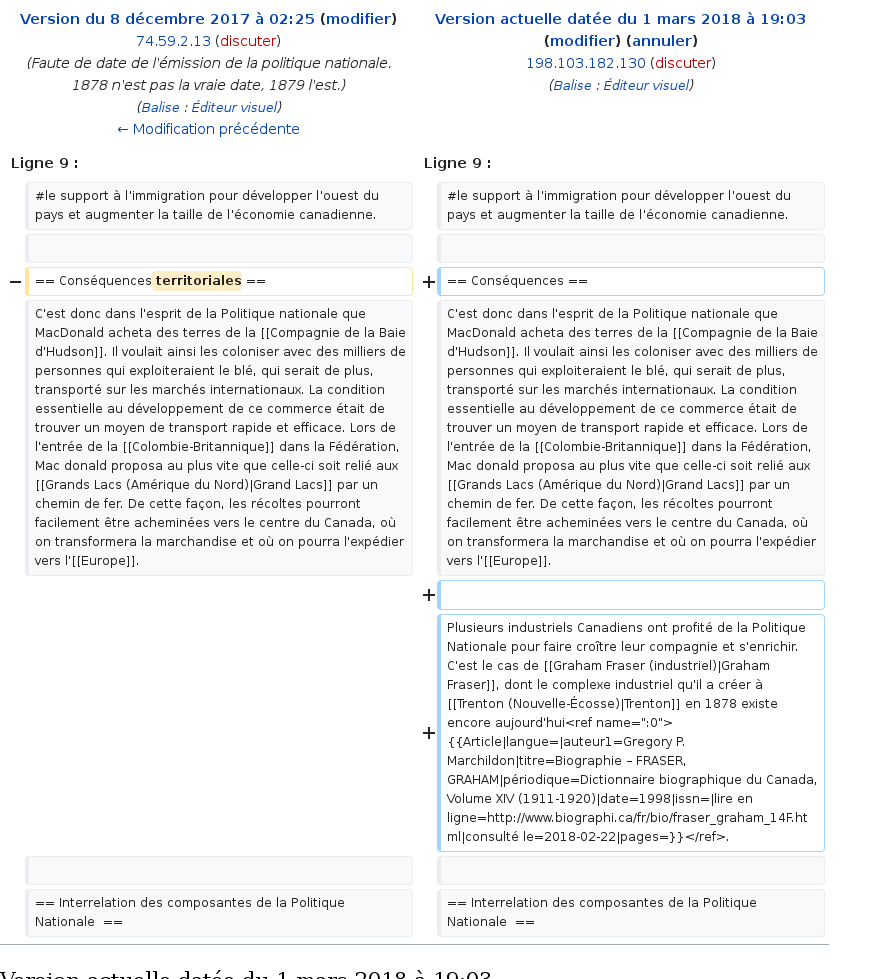 Version du 8 décembre 2017 à 02:25 (modifier)
74.59.2.13 (discuter)
(Faute de date de l'émission de la politique nationale.
1878 n'est pas la vraie date, 1879 l'est.)
(Balise : Éditeur visuel)
← Modification précédente
Version actuelle datée du 1 mars 2018 à 19:03
(modifier) (annuler)
198.103.182.130 (discuter)
(Balise : Éditeur visuel)
Ligne 9 :
Ligne 9 :
#le support à l'immigration pour développer l'ouest du
pays et augmenter la taille de l'économie canadienne.
#le support à l'immigration pour développer l'ouest du
pays et augmenter la taille de l'économie canadienne.
− == Conséquences territoriales ==
+ == Conséquences ==
C'est donc dans l'esprit de la Politique nationale que
MacDonald acheta des terres de la [[Compagnie de la Baie
d'Hudson]]. Il voulait ainsi les coloniser avec des milliers de
personnes qui exploiteraient le blé, qui serait de plus,
transporté sur les marchés internationaux. La condition
essentielle au développement de ce commerce était de
trouver un moyen de transport rapide et efficace. Lors de
l'entrée de la [[Colombie-Britannique]] dans la Fédération,
Mac donald proposa au plus vite que celle-ci soit relié aux
[[Grands Lacs (Amérique du Nord)|Grand Lacs]] par un
chemin de fer. De cette façon, les récoltes pourront
facilement être acheminées vers le centre du Canada, où
on transformera la marchandise et où on pourra l'expédier
vers l'[[Europe]].
C'est donc dans l'esprit de la Politique nationale que
MacDonald acheta des terres de la [[Compagnie de la Baie
d'Hudson]]. Il voulait ainsi les coloniser avec des milliers de
personnes qui exploiteraient le blé, qui serait de plus,
transporté sur les marchés internationaux. La condition
essentielle au développement de ce commerce était de
trouver un moyen de transport rapide et efficace. Lors de
l'entrée de la [[Colombie-Britannique]] dans la Fédération,
Mac donald proposa au plus vite que celle-ci soit relié aux
[[Grands Lacs (Amérique du Nord)|Grand Lacs]] par un
chemin de fer. De cette façon, les récoltes pourront
facilement être acheminées vers le centre du Canada, où
on transformera la marchandise et où on pourra l'expédier
vers l'[[Europe]].
+
+
Plusieurs industriels Canadiens ont profité de la Politique
Nationale pour faire croître leur compagnie et s'enrichir.
C'est le cas de [[Graham Fraser (industriel)|Graham
Fraser]], dont le complexe industriel qu'il a créer à
[[Trenton (Nouvelle-Écosse)|Trenton]] en 1878 existe
encore aujourd'hui<ref name=":0">
{{Article|langue=|auteur1=Gregory P.
Marchildon|titre=Biographie – FRASER,
GRAHAM|périodique=Dictionnaire biographique du Canada,
Volume XIV (1911-1920)|date=1998|issn=|lire en
ligne=http://www.biographi.ca/fr/bio/fraser_graham_14F.ht
ml|consulté le=2018-02-22|pages=}}</ref>.
== Interrelation des composantes de la Politique
Nationale  ==
== Interrelation des composantes de la Politique
Nationale  ==
Version actuelle datée du 1 mars 2018 à 19:03